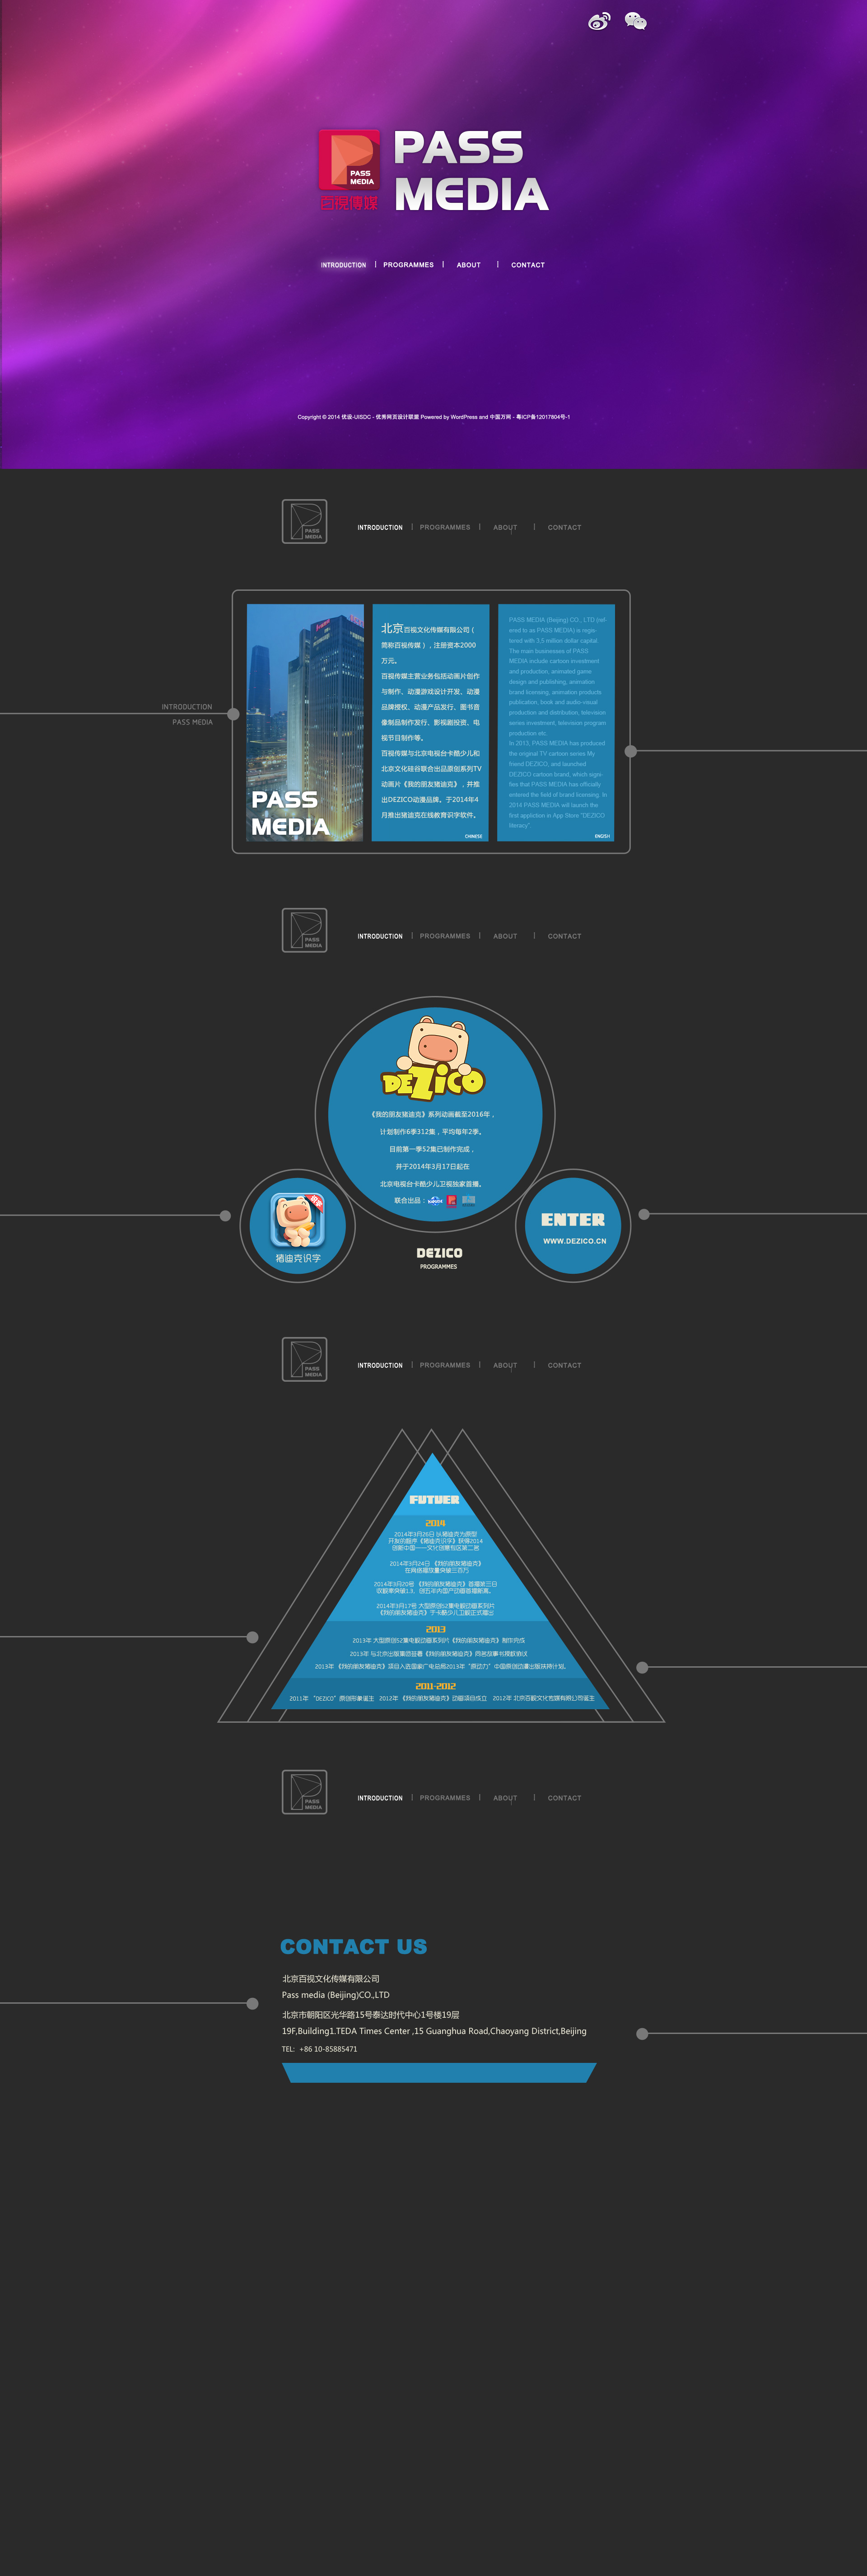 PASS
MEDIA
PASS
MEDIA
百视傳媒
INTRODUCTION | PROGRAMMES | ABOUT | CONTACT
Copyright © 2014 优设-UISDC - 优秀网页设计联盟 Powered by WordPress and 中国万网 - 粤ICP备12017804号-1
PASS
MEDIA
INTRODUCTION | PROGRAMMES | ABOUT | CONTACT
INTRODUCTION
PASS MEDIA
PASS
MEDIA
北京百视文化传媒有限公司（
简称百视传媒），注册资本2000
万元。
百视传媒主营业务包括动画片创作
与制作、动漫游戏设计开发、动漫
品牌授权、动漫产品发行、图书音
像制品制作发行、影视剧投资、电
视节目制作等。
百视传媒与北京电视台卡酷少儿和
北京文化硅谷联合出品原创系列TV
动画片《我的朋友猪迪克》，并推
出DEZICO动漫品牌。于2014年4
月推出猪迪克在线教育识字软件。
CHINESE
PASS MEDIA (Beijing) CO., LTD (ref-
ered to as PASS MEDIA) is regis-
tered with 3.5 million dollar capital.
The main businesses of PASS
MEDIA include cartoon investment
and production, animated game
design and publishing, animation
brand licensing, animation products
publication, book and audio-visual
production and distribution, television
series investment, television program
production etc.
In 2013, PASS MEDIA has produced
the original TV cartoon series My
friend DEZICO, and launched
DEZICO cartoon brand, which signi-
fies that PASS MEDIA has officially
entered the field of brand licensing. In
2014 PASS MEDIA will launch the
first appliction in App Store "DEZICO
literacy"
ENGISH
PASS
MEDIA
INTRODUCTION | PROGRAMMES | ABOUT | CONTACT
DEZICO
《我的朋友猪迪克》系列动画截至2016年，
计划制作6季312集，平均每年2季。
目前第一季52集已制作完成，
并于2014年3月17日起在
北京电视台卡酷少儿卫视独家首播。
联合出品：
识字
猪迪克识字
ENTER
WWW.DEZICO.CN
DEZICO
PROGRAMMES
PASS
MEDIA
INTRODUCTION | PROGRAMMES | ABOUT | CONTACT
FUTUER
2014
2014年3月26日 以猪迪克为原型
开发的程序《猪迪克识字》获得2014
创新中国——文化创意专区第二名
2014年3月24日 《我的朋友猪迪克》
在网络播放量突破三百万
2014年3月20号 《我的朋友猪迪克》首播第三日
收视率突破1.3，创五年内国产动画首播新高。
2014年3月17号 大型原创52集电视动画系列片
《我的朋友猪迪克》于卡酷少儿卫视正式播出
2013
2013年 大型原创52集电视动画系列片《我的朋友猪迪克》制作完成
2013年 与北京出版集团签署《我的朋友猪迪克》同名故事书授权协议
2013年 《我的朋友猪迪克》项目入选国家广电总局2013年“原动力”中国原创动漫出版扶持计划。
2011-2012
2011年 “DEZICO”原创形象诞生 2012年 《我的朋友猪迪克》动画项目成立 2012年 北京百视文化传媒有限公司诞生
PASS
MEDIA
INTRODUCTION | PROGRAMMES | ABOUT | CONTACT
CONTACT US
北京百视文化传媒有限公司
Pass media (Beijing)CO.,LTD
北京市朝阳区光华路15号泰达时代中心1号楼19层
19F,Building1.TEDA Times Center ,15 Guanghua Road,Chaoyang District,Beijing
TEL: +86 10-85885471